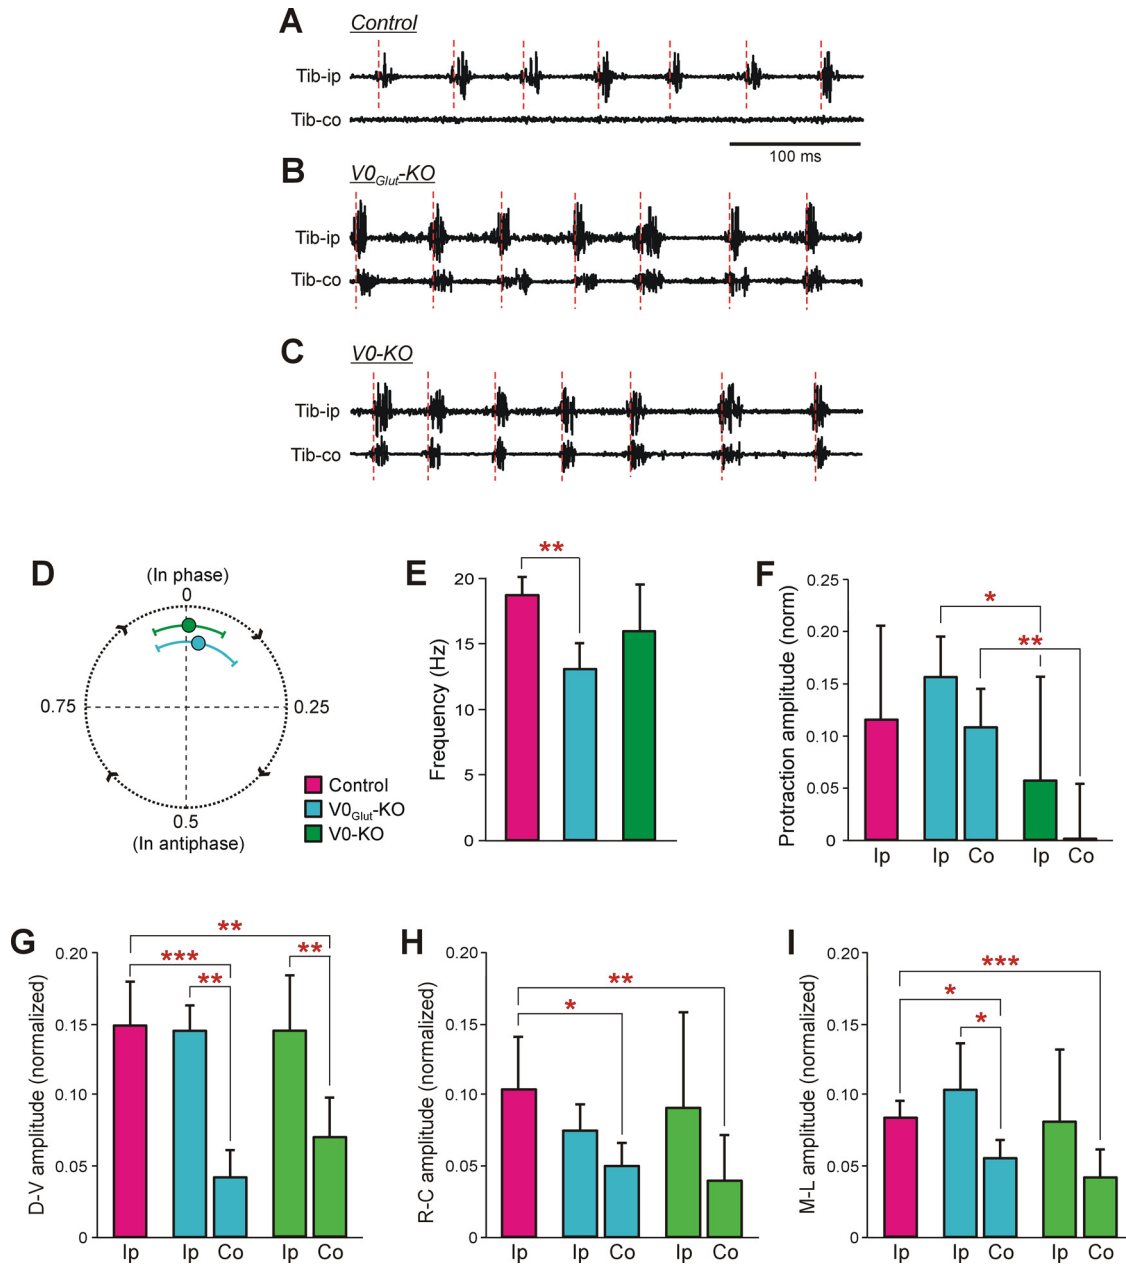 A Control
Tib-ip
Tib-co
100 ms
B V0Glut-KO
Tib-ip
Tib-co
C V0-KO
Tib-ip
Tib-co
D
(In phase)
0
0.75
0.25
0.5
(In antiphase)
Control
V0Glut-KO
V0-KO
E
Frequency (Hz)
20
15
10
5
0
**
F
Protraction amplitude (norm)
0.25
0.20
0.15
0.10
0.05
0
*
**
Ip Ip Co Ip Co
G
D-V amplitude (normalized)
0.20
0.15
0.10
0.05
0
**
***
**
**
Ip Ip Co Ip Co
H
R-C amplitude (normalized)
0.20
0.15
0.10
0.05
0
**
*
Ip Ip Co Ip Co
I
M-L amplitude (normalized)
0.20
0.15
0.10
0.05
0
***
*
*
Ip Ip Co Ip Co